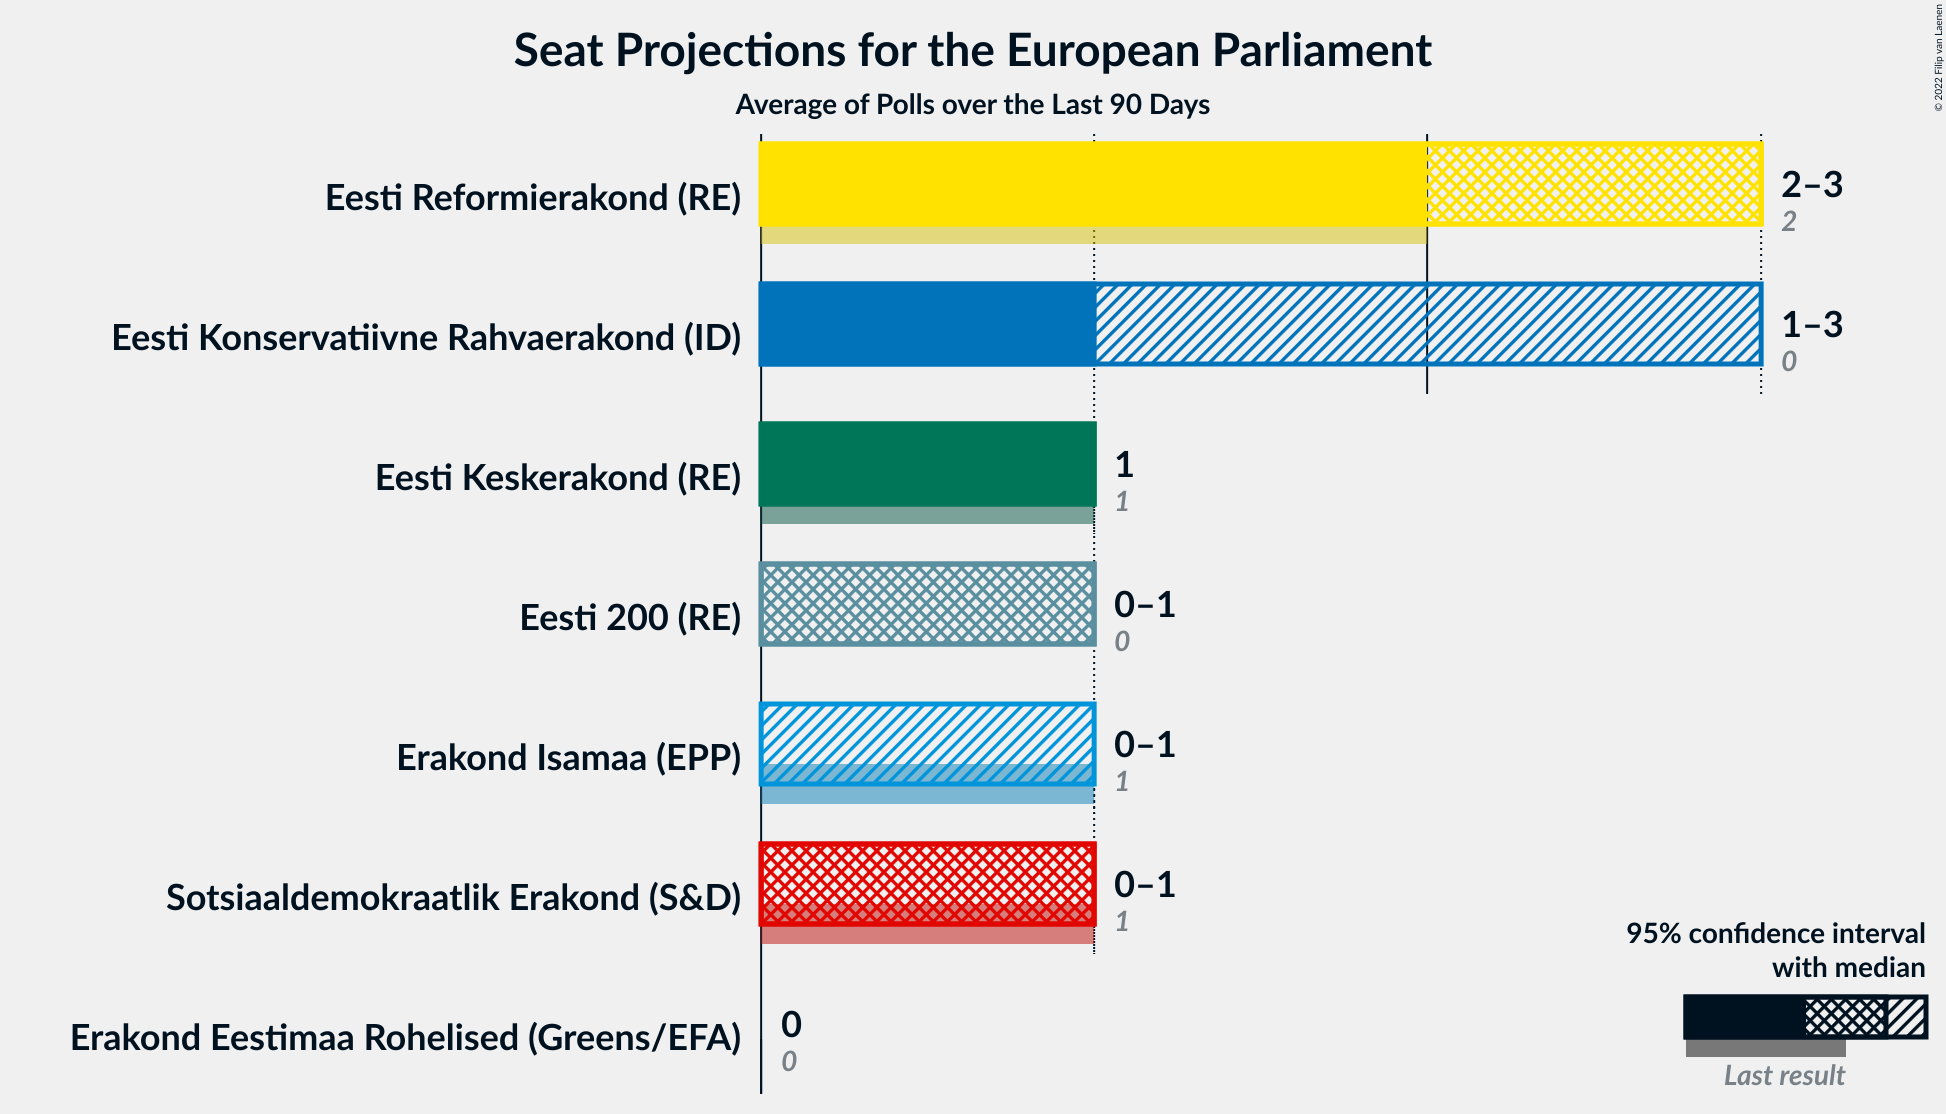 Seat Projections for the European Parliament
Average of Polls over the Last 90 Days
© 2022 Filip van Laenen
Eesti Reformierakond (RE)
2–3
2
Eesti Konservatiivne Rahvaerakond (ID)
1–3
0
Eesti Keskerakond (RE)
1
1
Eesti 200 (RE)
0–1
0
Erakond Isamaa (EPP)
0–1
1
Sotsiaaldemokraatlik Erakond (S&D)
0–1
1
Erakond Eestimaa Rohelised (Greens/EFA)
0
0
95% confidence interval
with median
Last result